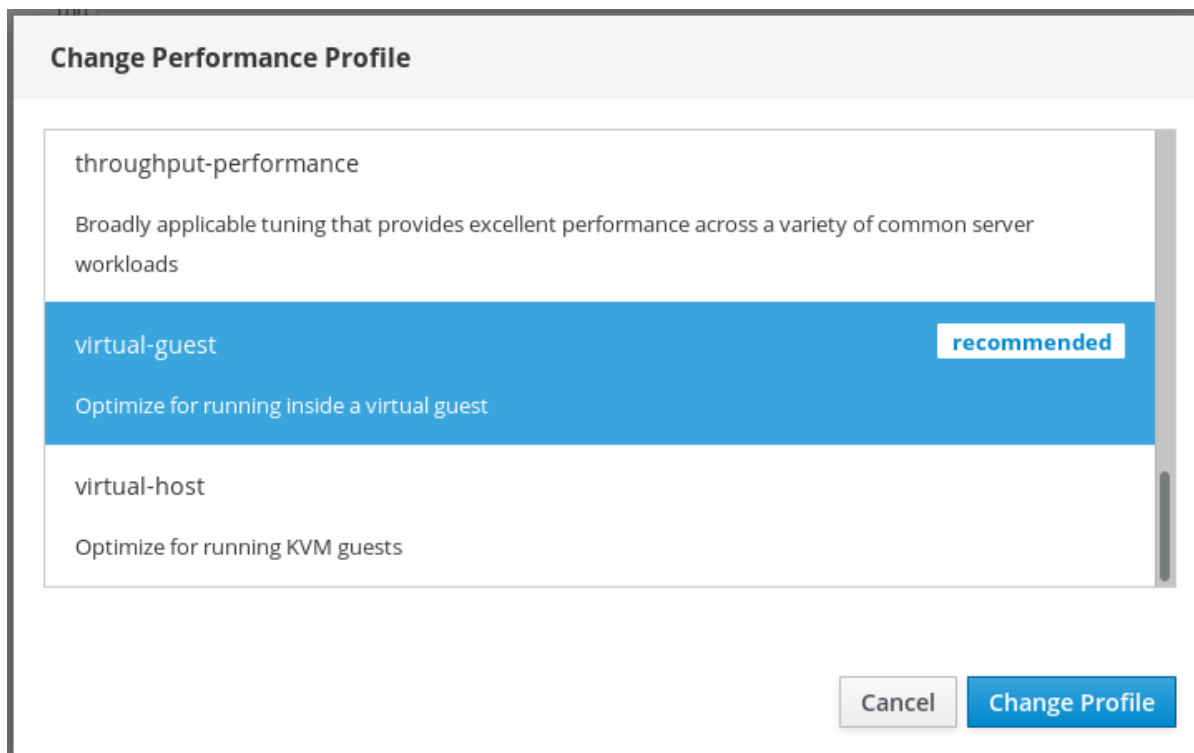 Change Performance Profile
throughput-performance
Broadly applicable tuning that provides excellent performance across a variety of common server
workloads
virtual-guest
recommended
Optimize for running inside a virtual guest
virtual-host
Optimize for running KVM guests
Cancel
Change Profile